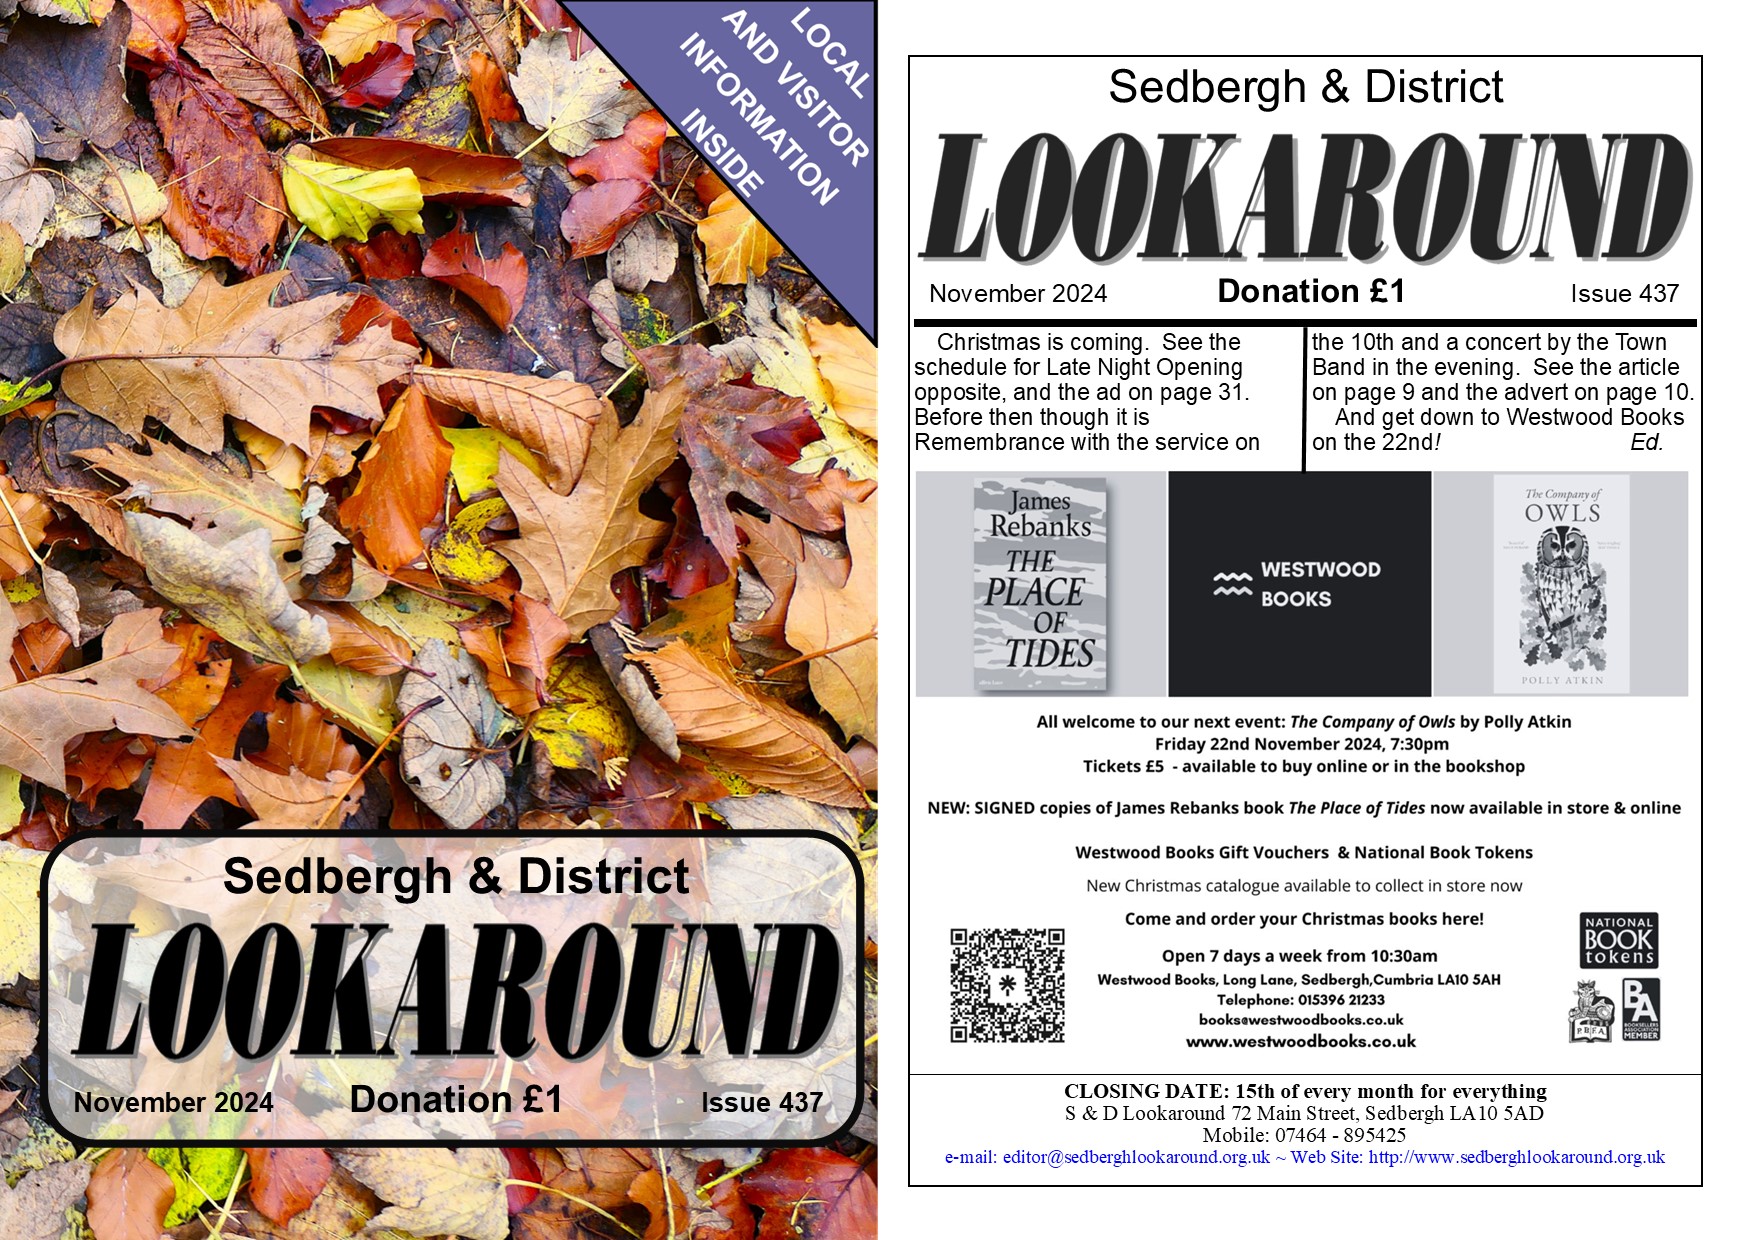 LOCAL
AND VISITOR
INFORMATION
INSIDE
Sedbergh & District
LOOKAROUND
November 2024 Donation £1 Issue 437
Sedbergh & District
LOOKAROUND
November 2024 Donation £1 Issue 437
Christmas is coming. See the
schedule for Late Night Opening
opposite, and the ad on page 31.
Before then though it is
Remembrance with the service on
the 10th and a concert by the Town
Band in the evening. See the article
on page 9 and the advert on page 10.
And get down to Westwood Books
on the 22nd! Ed.
James
Rebanks
THE
PLACE
OF
TIDES
WESTWOOD
BOOKS
The Company of
OWLS
POLLY ATKIN
All welcome to our next event: The Company of Owls by Polly Atkin
Friday 22nd November 2024, 7:30pm
Tickets £5 - available to buy online or in the bookshop
NEW: SIGNED copies of James Rebanks book The Place of Tides now available in store & online
Westwood Books Gift Vouchers & National Book Tokens
New Christmas catalogue available to collect in store now
Come and order your Christmas books here!
Open 7 days a week from 10:30am
Westwood Books, Long Lane, Sedbergh,Cumbria LA10 5AH
Telephone: 015396 21233
books@westwoodbooks.co.uk
www.westwoodbooks.co.uk
NATIONAL
BOOK
tokens
P.B.F.A.
BA
BOOKSELLERS
ASSOCIATION
MEMBER
CLOSING DATE: 15th of every month for everything
S & D Lookaround 72 Main Street, Sedbergh LA10 5AD
Mobile: 07464 - 895425
e-mail: editor@sedberghlookaround.org.uk ~ Web Site: http://www.sedberghlookaround.org.uk